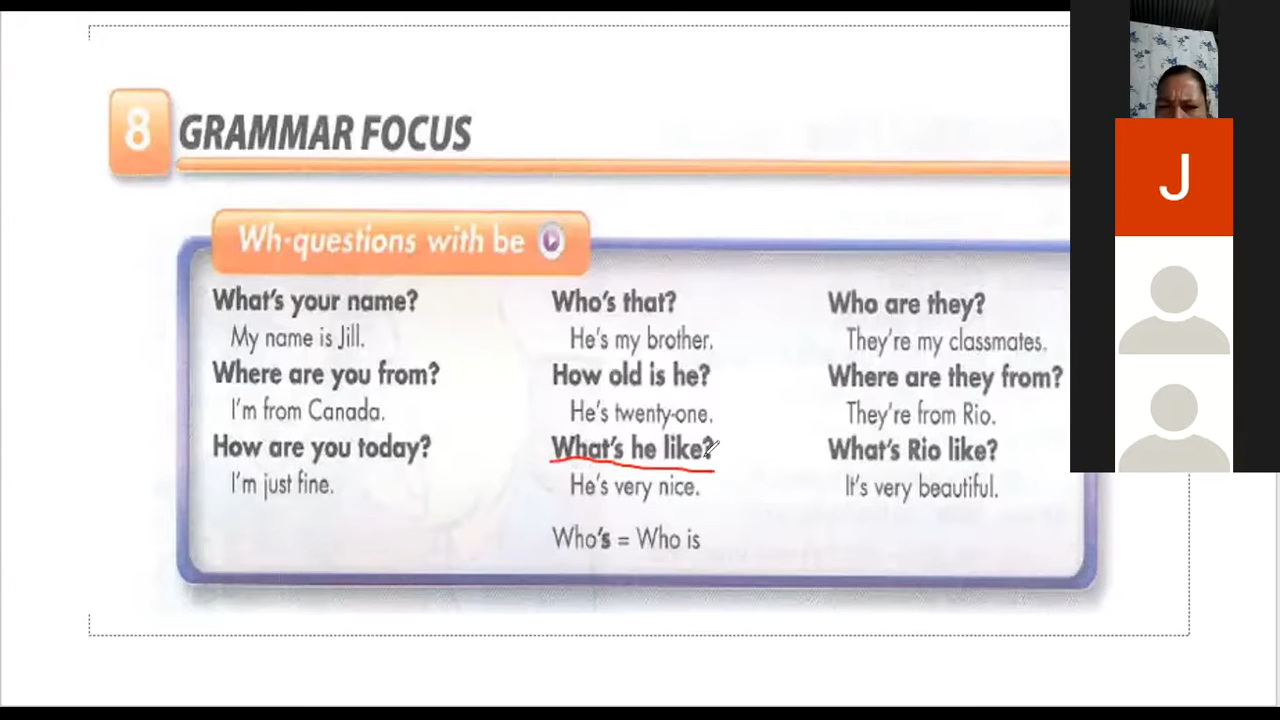 8 GRAMMAR FOCUS
Wh-questions with be
What's your name?
My name is Jill.
Where are you from?
I'm from Canada.
How are you today?
I'm just fine.
Who's that?
He's my brother.
How old is he?
He's twenty-one.
What's he like?
He's very nice.
Who's = Who is
Who are they?
They're my classmates.
Where are they from?
They're from Rio.
What's Rio like?
It's very beautiful.
J